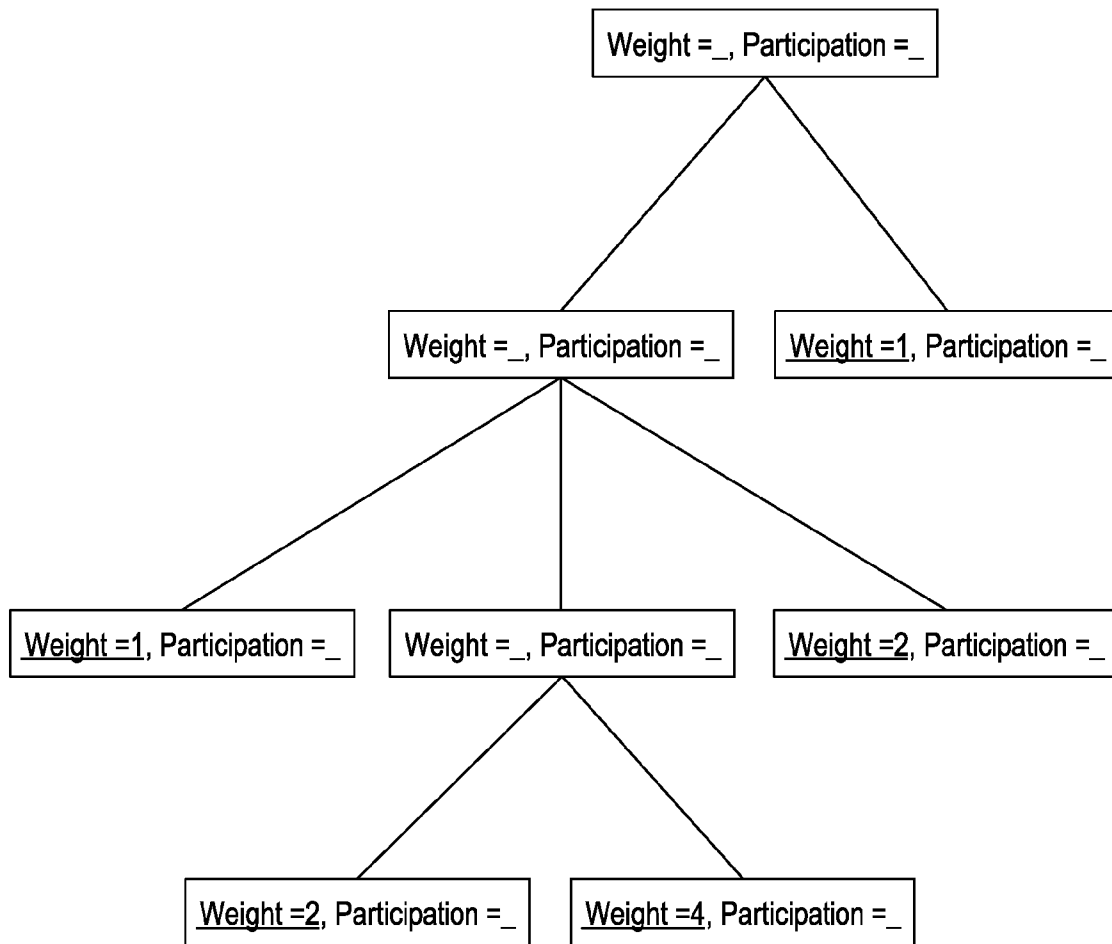 Weight =_, Participation =_
Weight =_, Participation =_
Weight =1, Participation =_
Weight =1, Participation =_
Weight =_, Participation =_
Weight =2, Participation =_
Weight =2, Participation =_
Weight =4, Participation =_